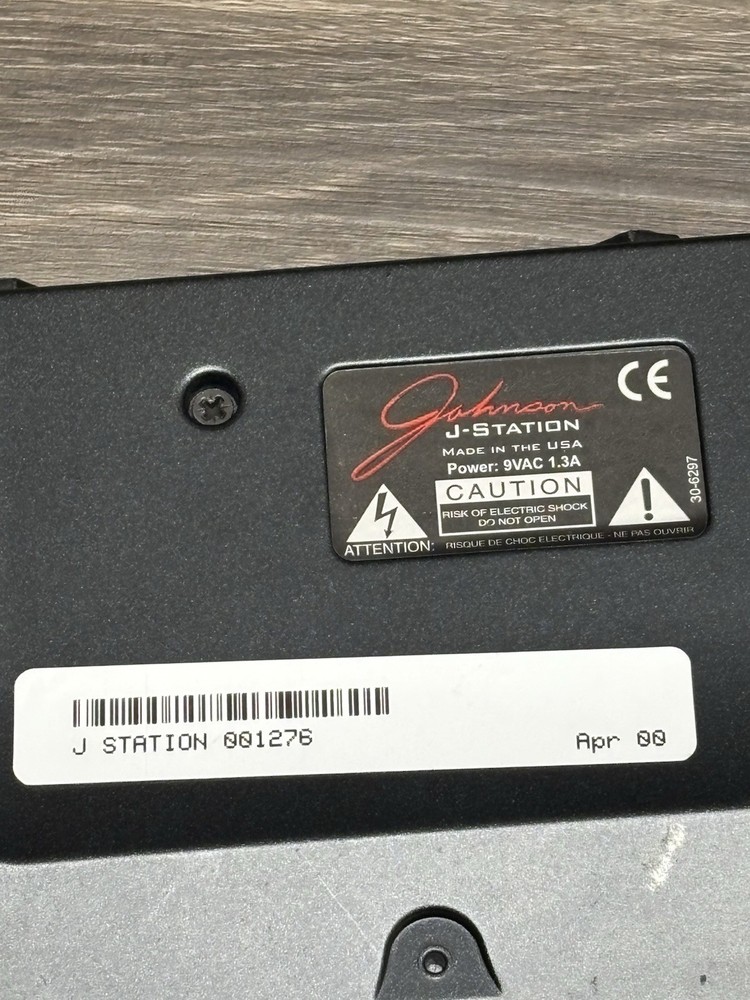 Johnson
J-STATION
MADE IN THE USA
Power: 9VAC 1.3A
CAUTION
RISK OF ELECTRIC SHOCK
DO NOT OPEN
ATTENTION: RISQUE DE CHOC ELECTRIQUE - NE PAS OUVRIR
30-6297
CE
J STATION 001276
Apr 00